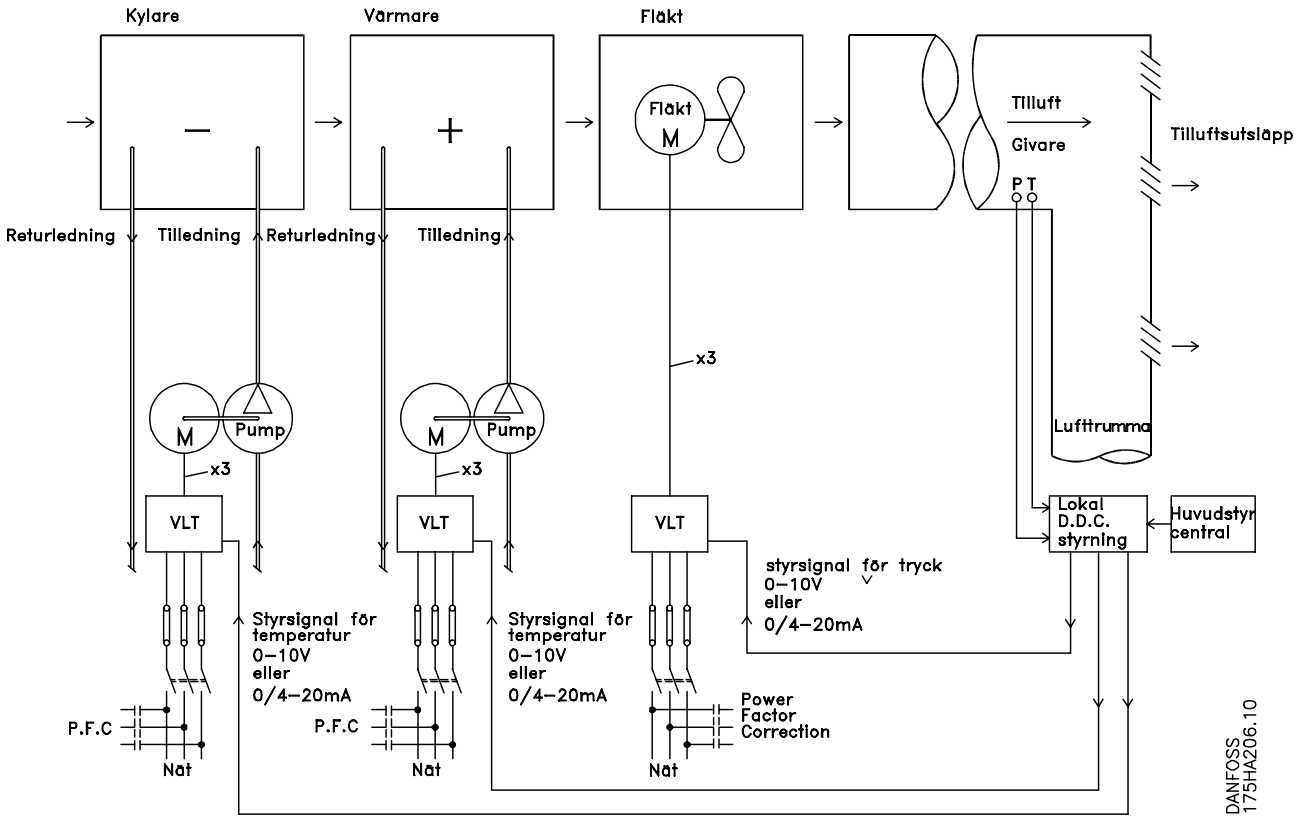 Kylare
Värmare
Fläkt
−
+
Fläkt
M
Tilluft
Givare
P T
Tilluftsutsläpp
Returledning
Tilledning
Returledning
Tilledning
x3
M
Pump
M
Pump
Lufttrumma
x3
x3
VLT
VLT
VLT
Lokal
D.D.C.
styrning
Huvudstyr
central
styrsignal för tryck
0−10V
eller
0/4−20mA
Styrsignal för
temperatur
0−10V
eller
0/4−20mA
Styrsignal för
temperatur
0−10V
eller
0/4−20mA
P.F.C
P.F.C
Power
Factor
Correction
Nät
Nät
Nät
DANFOSS
175HA206.10